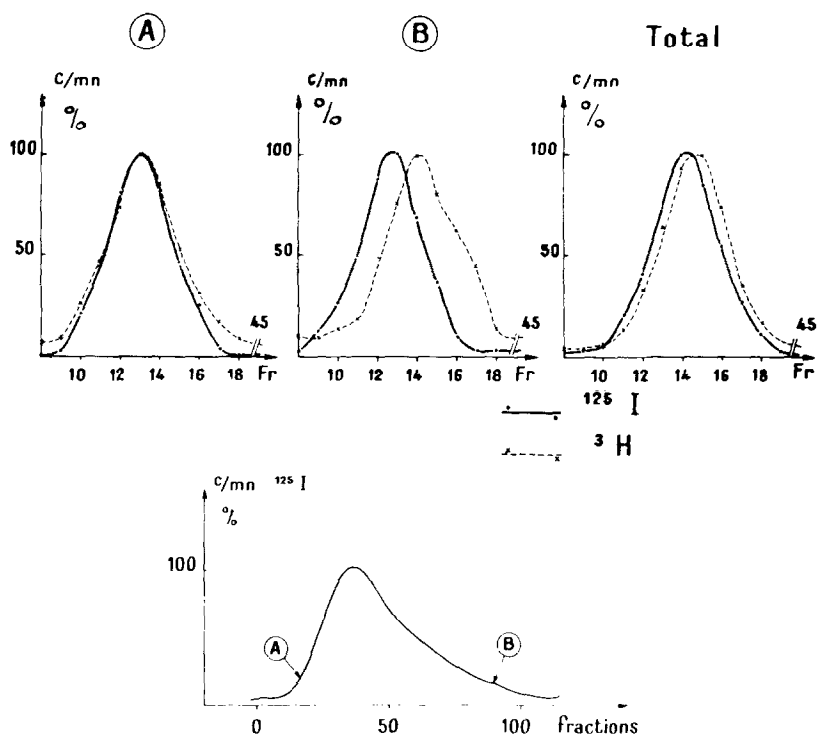 A B Total
c/mn c/mn c/mn
% % %
100 100 100
50 50 50
45 45 45
10 12 14 16 18 Fr 10 12 14 16 18 Fr 10 12 14 16 18 Fr
125 I
3 H
c/mn 125 I
%
100
A B
0 50 100 fractions